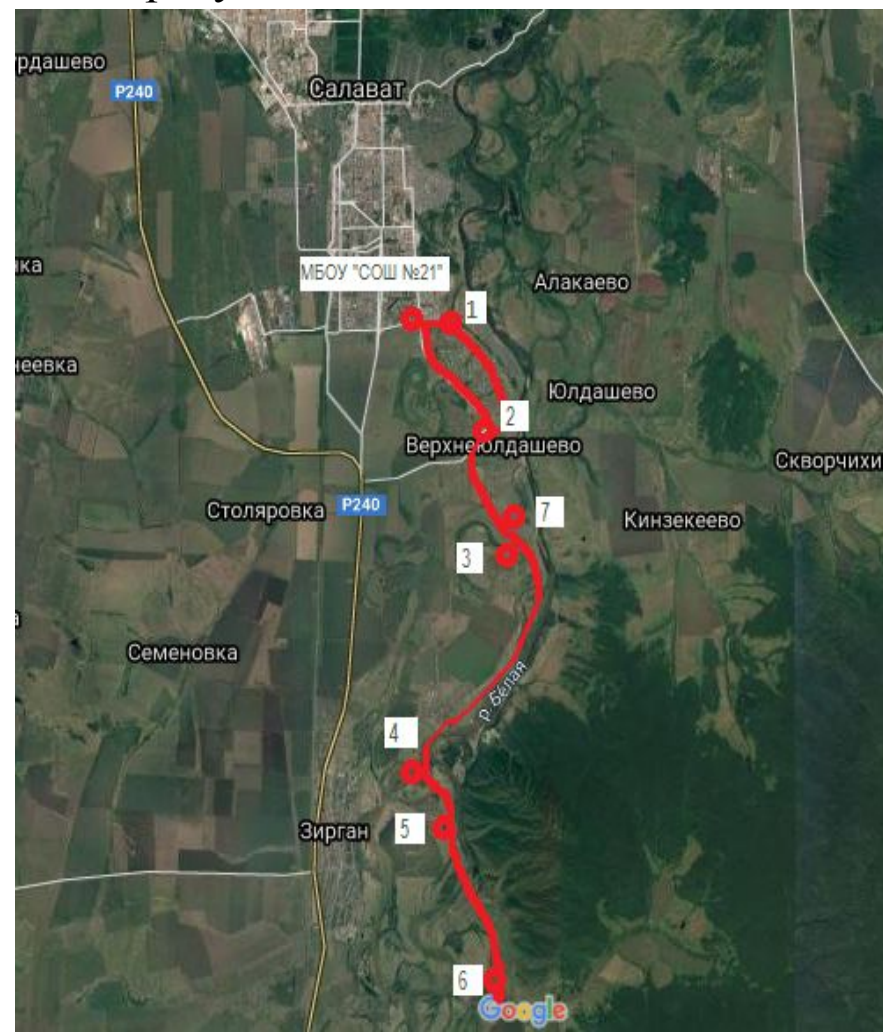 рдашево
Р240
Салават
МБОУ "СОШ №21"
ка
Алакаево
1
неевка
Юлдашево
2
Верхнеюлдашево
Скворчихи
Столяровка
Р240
7
Кинзекеево
3
Семеновка
р. Белая
4
Зирган
5
6
Google